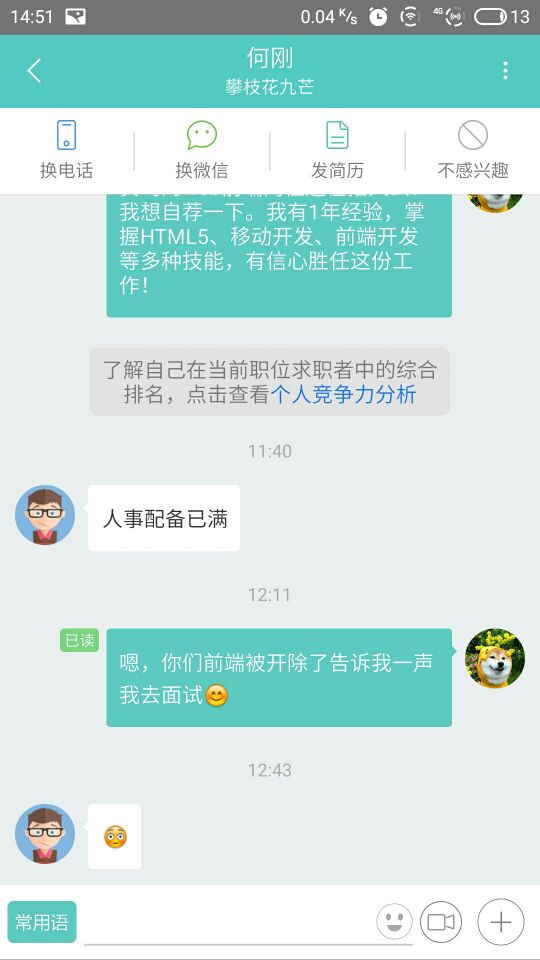 14:51
0.04 K/s
4G
13
何刚
攀枝花九芒
换电话
换微信
发简历
不感兴趣
我想自荐一下。我有1年经验，掌
握HTML5、移动开发、前端开发
等多种技能，有信心胜任这份工
作！
了解自己在当前职位求职者中的综合
排名，点击查看个人竞争力分析
11:40
人事配备已满
12:11
已读
嗯，你们前端被开除了告诉我一声
我去面试😊
12:43
😳
常用语